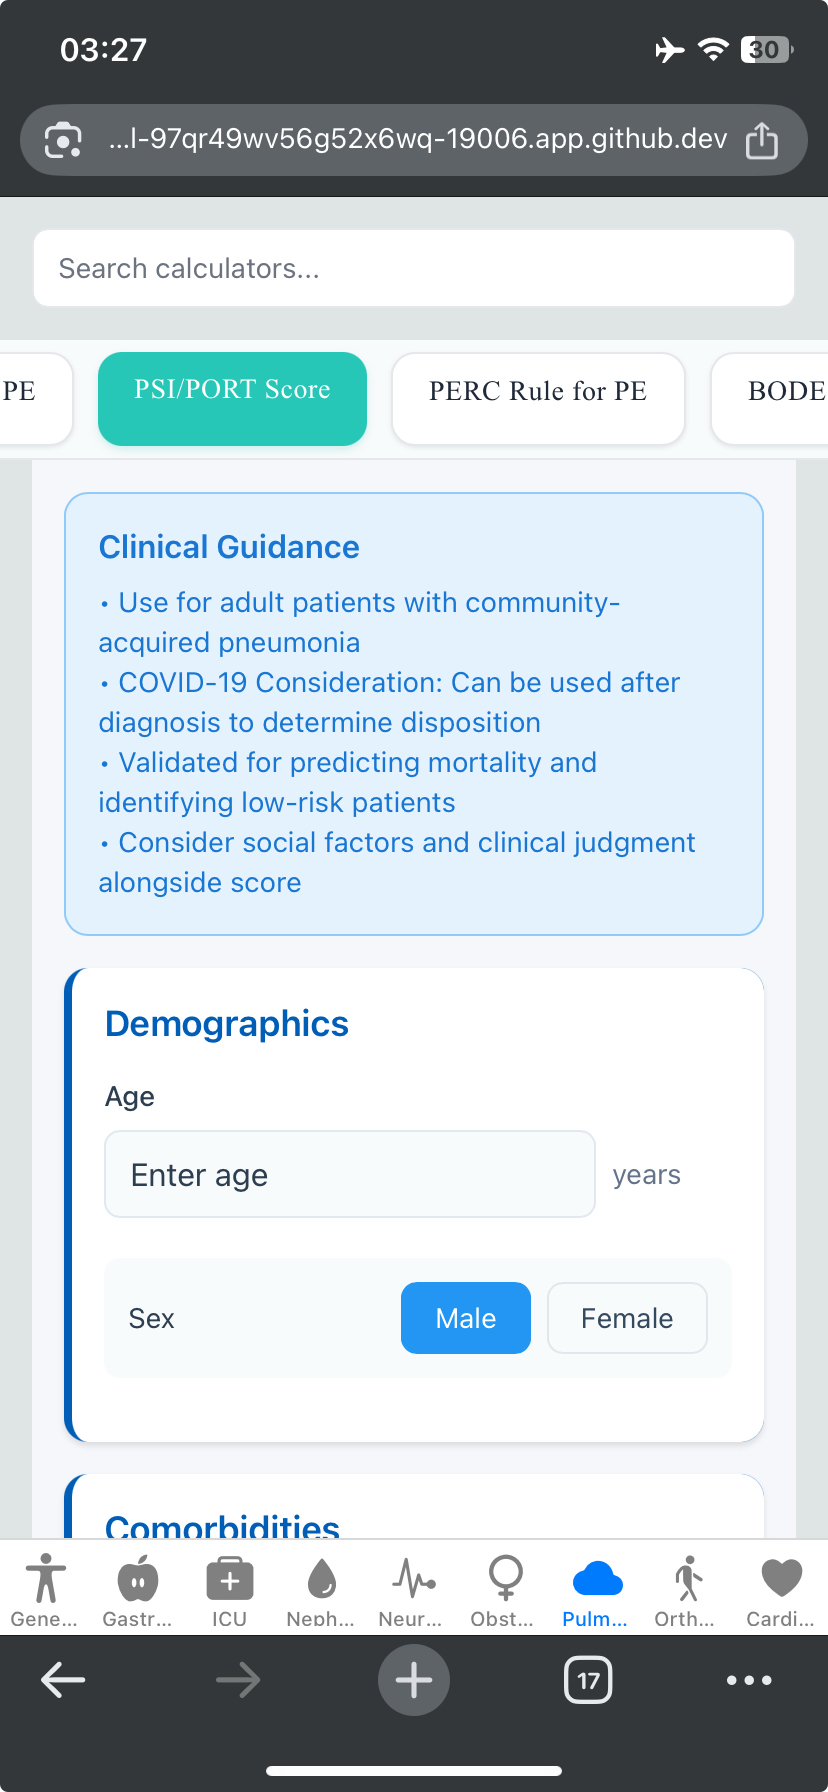 03:27
30
...l-97qr49wv56g52x6wq-19006.app.github.dev
Search calculators...
PE
PSI/PORT Score
PERC Rule for PE
BODE
Clinical Guidance
• Use for adult patients with community-
acquired pneumonia
• COVID-19 Consideration: Can be used after
diagnosis to determine disposition
• Validated for predicting mortality and
identifying low-risk patients
• Consider social factors and clinical judgment
alongside score
Demographics
Age
Enter age
years
Sex
Male
Female
Comorbidities
Gene...
Gastr...
ICU
Neph...
Neur...
Obst...
Pulm...
Orth...
Cardi...
17